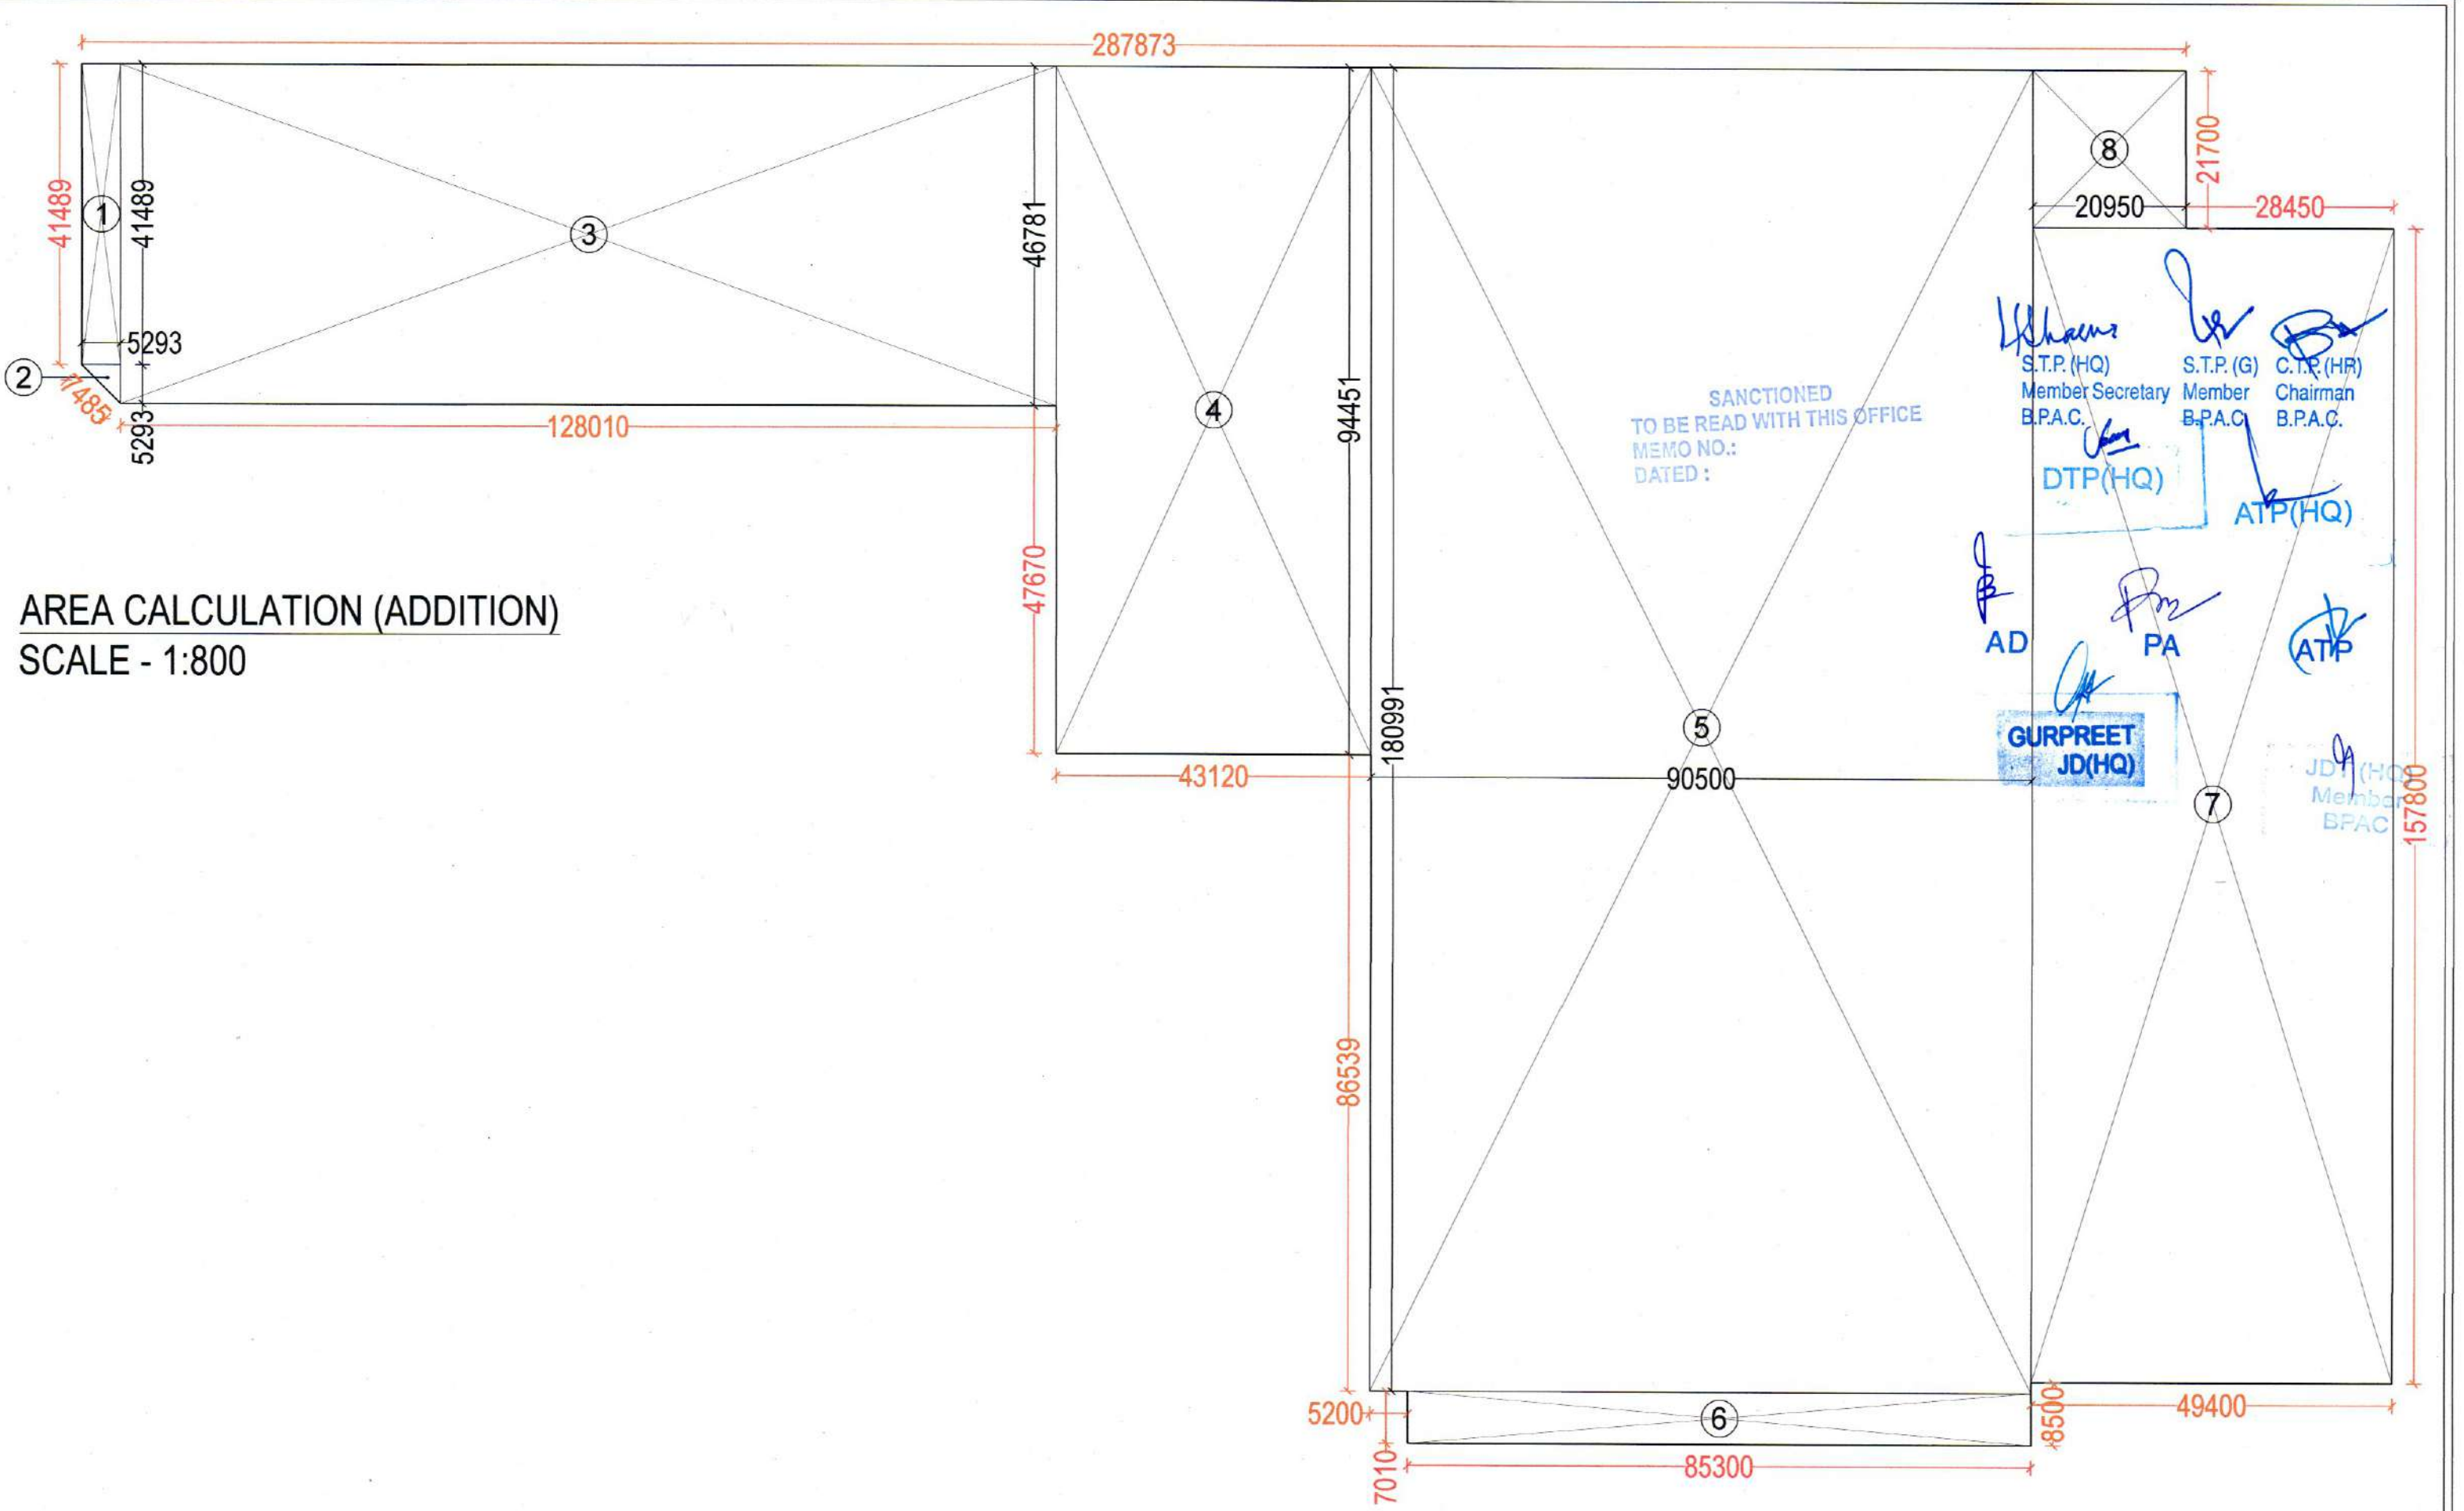 287873
41489
1
41489
3
46781
5293
2
7485
5293
128010
4
94451
47670
43120
180991
5
90500
86539
8
20950
21700
28450
S.T.P. (HQ)
Member Secretary
B.P.A.C.
S.T.P. (G)
Member
B.P.A.C.
C.T.P. (HR)
Chairman
B.P.A.C.
SANCTIONED
TO BE READ WITH THIS OFFICE
MEMO NO.:
DATED :
DTP(HQ)
ATP(HQ)
AREA CALCULATION (ADDITION)
SCALE - 1:800
AD
PA
ATP
GURPREET
JD(HQ)
(HQ)
Member
BPAC
7
157800
5200
7010
6
85300
8500
49400